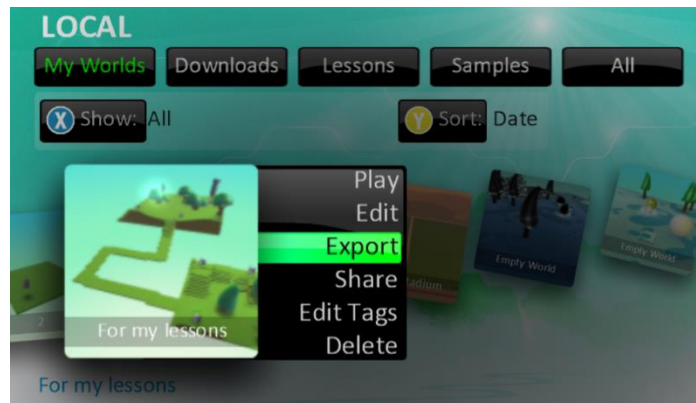 LOCAL
My Worlds Downloads Lessons Samples All
X Show: All Y Sort: Date
Play
Edit
Export
Share
Edit Tags
Delete
For my lessons
2
Empty World
Empty World
For my lessons